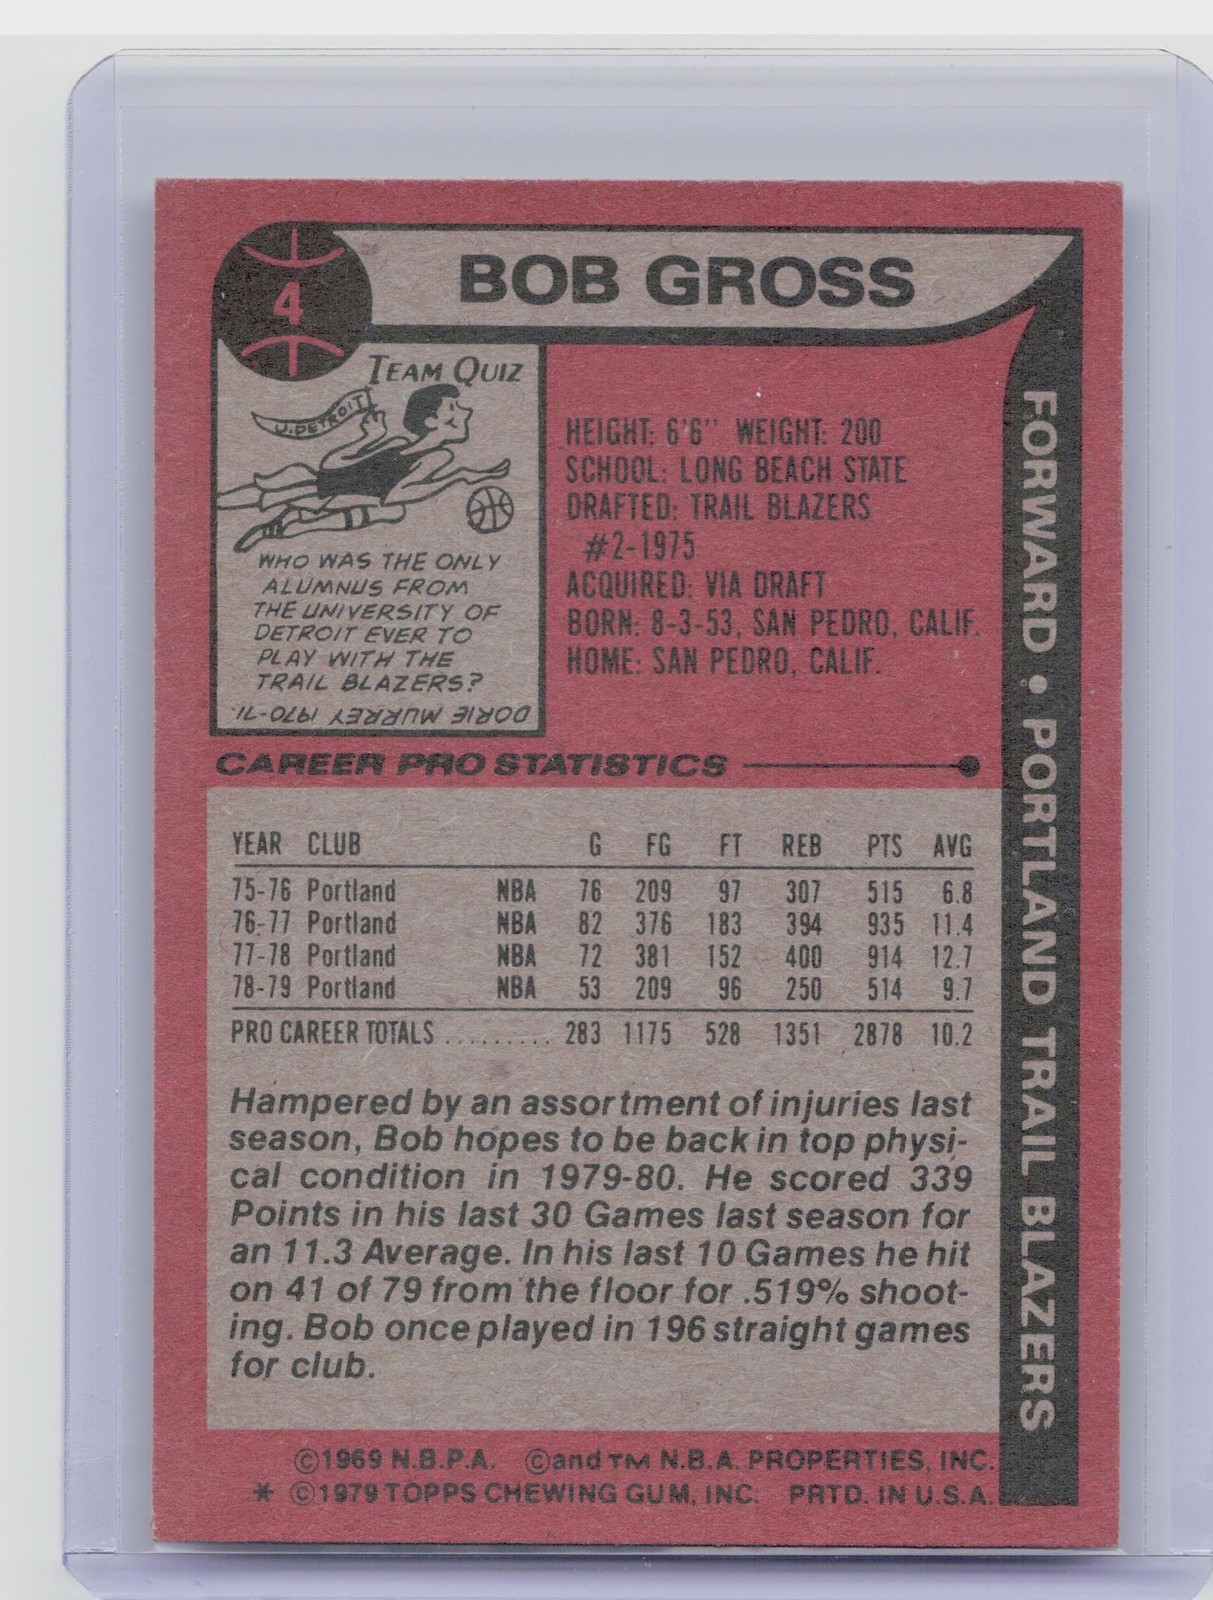 4
BOB GROSS
TEAM QUIZ
U. DETROIT
WHO WAS THE ONLY
ALUMNUS FROM
THE UNIVERSITY OF
DETROIT EVER TO
PLAY WITH THE
TRAIL BLAZERS?
DORIE MURREY 1970-71.
HEIGHT: 6'6" WEIGHT: 200
SCHOOL: LONG BEACH STATE
DRAFTED: TRAIL BLAZERS
#2-1975
ACQUIRED: VIA DRAFT
BORN: 8-3-53, SAN PEDRO, CALIF.
HOME: SAN PEDRO, CALIF.
FORWARD • PORTLAND TRAIL BLAZERS
CAREER PRO STATISTICS
YEAR CLUB G FG FT REB PTS AVG
75-76 Portland NBA 76 209 97 307 515 6.8
76-77 Portland NBA 82 376 183 394 935 11.4
77-78 Portland NBA 72 381 152 400 914 12.7
78-79 Portland NBA 53 209 96 250 514 9.7
PRO CAREER TOTALS ......... 283 1175 528 1351 2878 10.2
Hampered by an assortment of injuries last
season, Bob hopes to be back in top physi-
cal condition in 1979-80. He scored 339
Points in his last 30 Games last season for
an 11.3 Average. In his last 10 Games he hit
on 41 of 79 from the floor for .519% shoot-
ing. Bob once played in 196 straight games
for club.
©1969 N.B.P.A. ©and TM N.B.A. PROPERTIES, INC.
* ©1979 TOPPS CHEWING GUM, INC. PRTD. IN U.S.A.